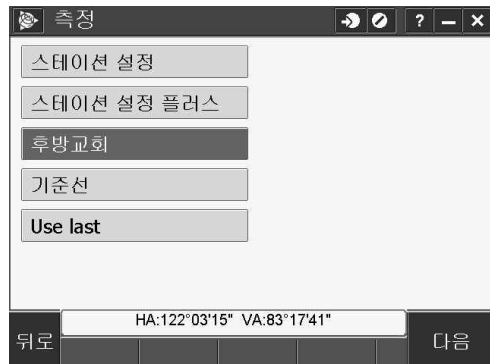 측정
? – ×
스테이션 설정
스테이션 설정 플러스
후방교회
기준선
Use last
HA:122°03'15" VA:83°17'41"
뒤로
다음